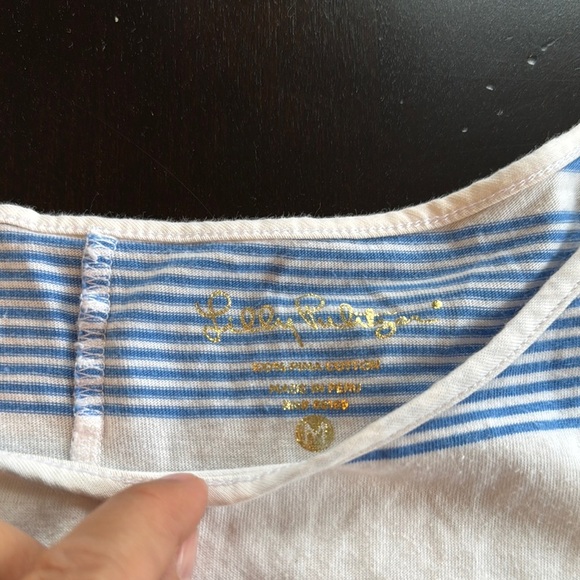 Lilly Pulitzer®
100% PIMA COTTON
MADE IN PERU
M